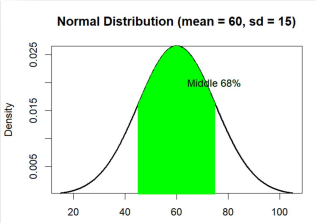 Normal Distribution (mean = 60, sd = 15)
0.025
Middle 68%
0.015
Density
0.005
20 40 60 80 100